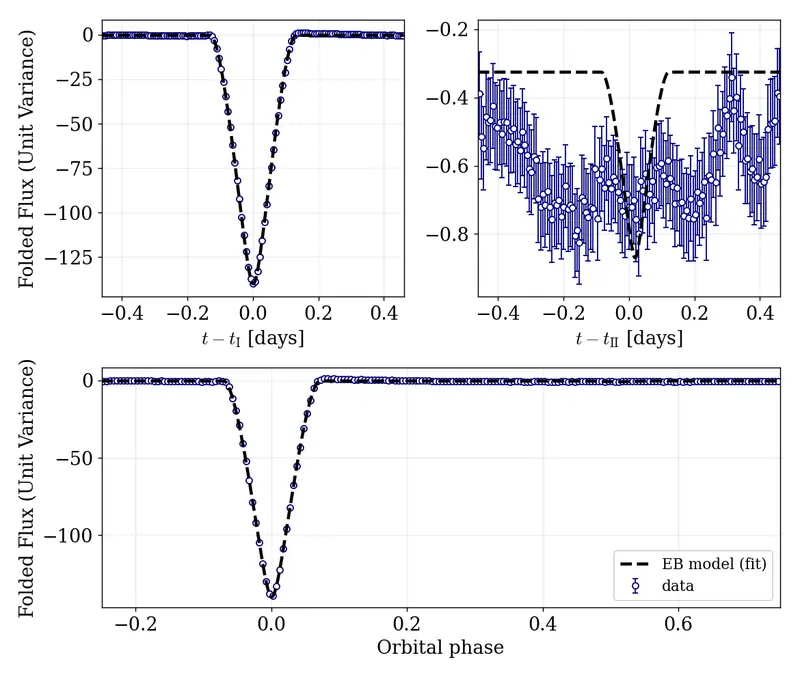 Folded Flux (Unit Variance)
0
−25
−50
−75
−100
−125
−0.4 −0.2 0.0 0.2 0.4
t − tI [days]
−0.2
−0.4
−0.6
−0.8
−0.4 −0.2 0.0 0.2 0.4
t − tII [days]
Folded Flux (Unit Variance)
0
−50
−100
EB model (fit)
data
−0.2 0.0 0.2 0.4 0.6
Orbital phase